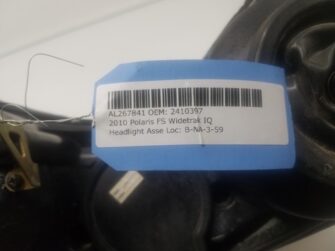 AL267841 OEM: 2410397
2010 Polaris FS Widetrak IQ
Headlight Asse Loc: B-NA-3-59